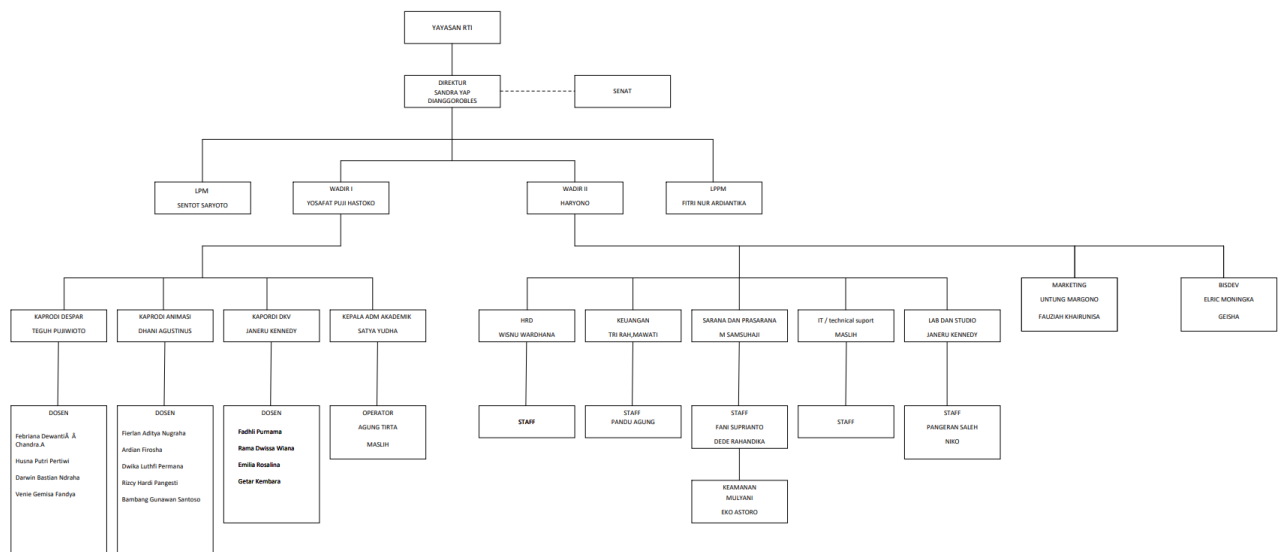 YAYASAN RTI
DIREKTUR
SANDRA YAP
DIANGGOROBLES
SENAT
LPM
SENTOT SARYOTO
WADIR I
YOSAFAT PUJI HASTOKO
WADIR II
HARYONO
LPPM
FITRI NUR ARDIANTIKA
KAPRODI DESPAR
TEGUH PUJIWIOTO
KAPRODI ANIMASI
DHANI AGUSTINUS
KAPORDI DKV
JANERU KENNEDY
KEPALA ADM AKADEMIK
SATYA YUDHA
HRD
WISNU WARDHANA
KEUANGAN
TRI RAH,MAWATI
SARANA DAN PRASARANA
M SAMSUHAJI
IT / technical suport
MASLIH
LAB DAN STUDIO
JANERU KENNEDY
MARKETING
UNTUNG MARGONO
FAUZIAH KHAIRUNISA
BISDEV
ELRIC MONINGKA
GEISHA
DOSEN
Febriana DewantiÂ Â
Chandra.A
Husna Putri Pertiwi
Darwin Bastian Ndraha
Venie Gemisa Fandya
DOSEN
Fierlan Aditya Nugraha
Ardian Firosha
Dwika Luthfi Permana
Rizcy Hardi Pangesti
Bambang Gunawan Santoso
DOSEN
Fadhli Purnama
Rama Dwissa Wiana
Emilia Rosalina
Getar Kembara
OPERATOR
AGUNG TIRTA
MASLIH
STAFF
STAFF
PANDU AGUNG
STAFF
FANI SUPRIANTO
DEDE RAHANDIKA
STAFF
STAFF
PANGERAN SALEH
NIKO
KEAMANAN
MULYANI
EKO ASTORO